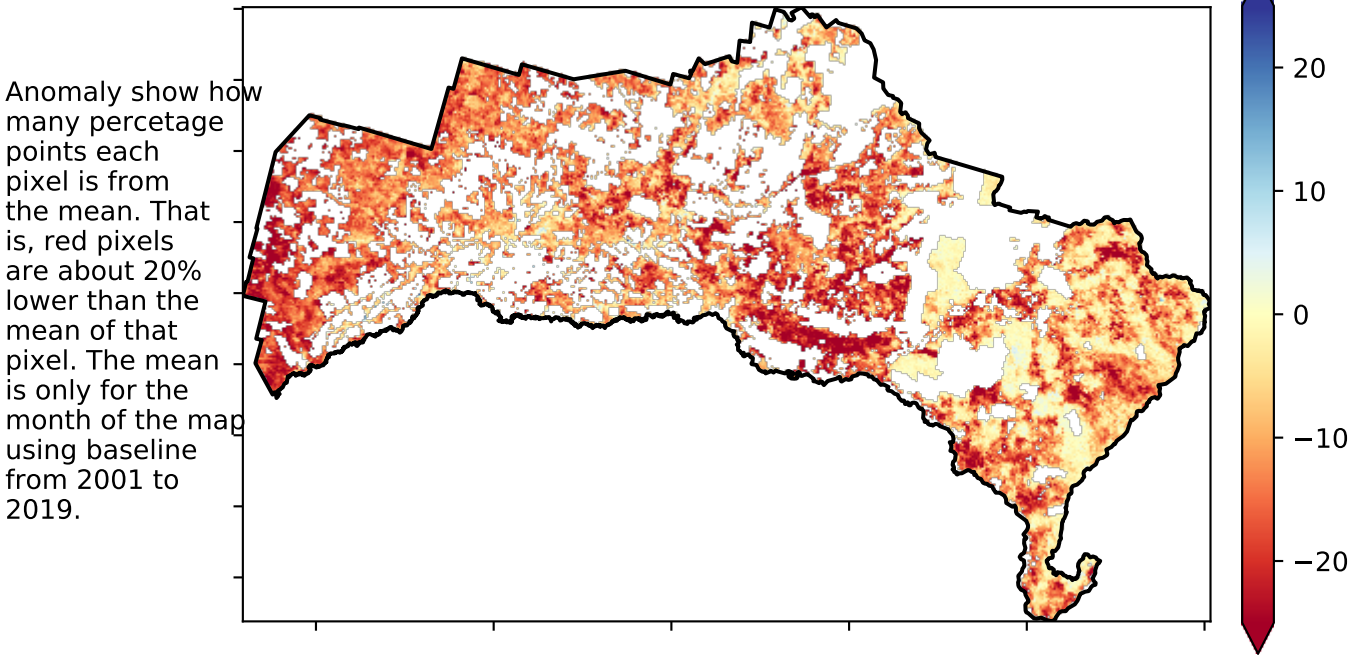 Anomaly show how
many percetage
points each
pixel is from
the mean. That
is, red pixels
are about 20%
lower than the
mean of that
pixel. The mean
is only for the
month of the map
using baseline
from 2001 to
2019.
20
10
0
−10
−20